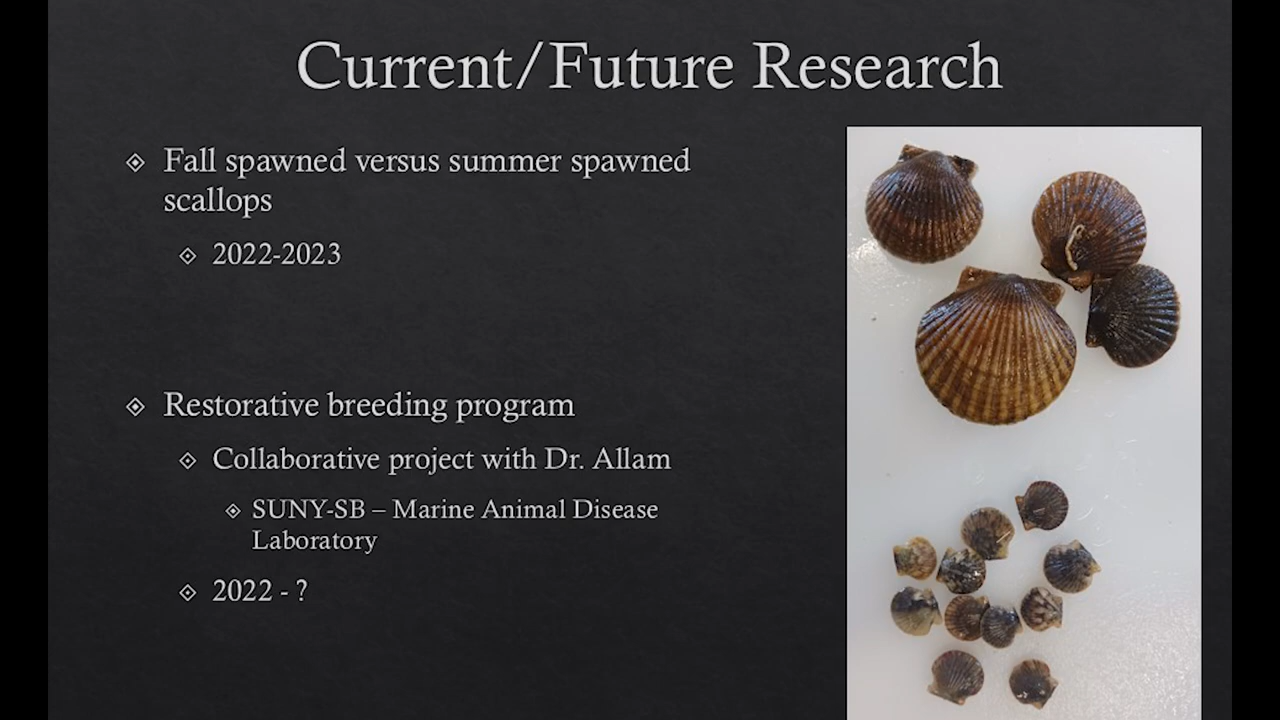 Current/Future Research
Fall spawned versus summer spawned
scallops
2022-2023
Restorative breeding program
Collaborative project with Dr. Allam
SUNY-SB – Marine Animal Disease
Laboratory
2022 - ?